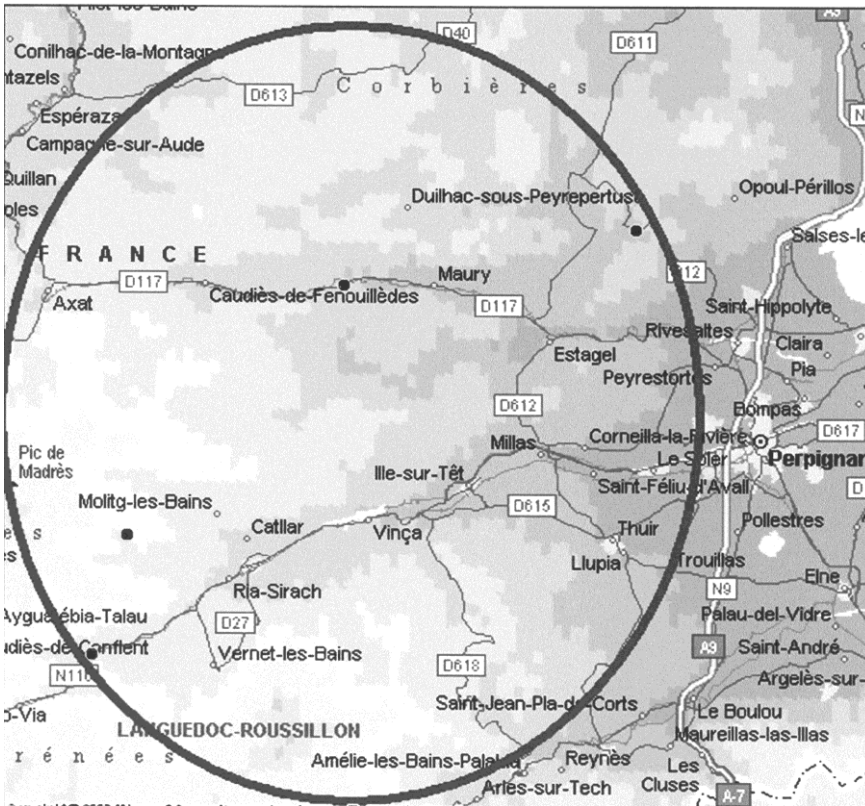 A9
D40
D611
Conilhac-de-la-Montagne
D613
Corbières
N
Espéraza
Campagne-sur-Aude
Quillan
Duilhac-sous-Peyrepertuse
Opoul-Périllos
FRANCE
D117
Maury
D117
Axat
Caudiès-de-Fenouillèdes
Saint-Hippolyte
Rivesaltes
Claira
Estagel
Peyrestortes
Pia
D612
Bompas
Millas
Corneilla-la-Rivière
D617
Le Soler
Perpignan
Pic de
Madrès
Ille-sur-Têt
Saint-Féliu-d'Avall
D
Molitg-les-Bains
D615
Catllar
Vinça
Thuir
Pollestres
Llupia
Trouillas
Ria-Sirach
N9
Elne
D27
Palau-del-Vidre
A9
Saint-André
Vernet-les-Bains
D618
N116
Argelès-sur-
Saint-Jean-Pla-de-Corts
Le Boulou
o-Via
LANGUEDOC-ROUSSILLON
Maureillas-las-Illas
rénées
Amélie-les-Bains-Palalda
Reynès
Les
Cluses
Arles-sur-Tech
A-7